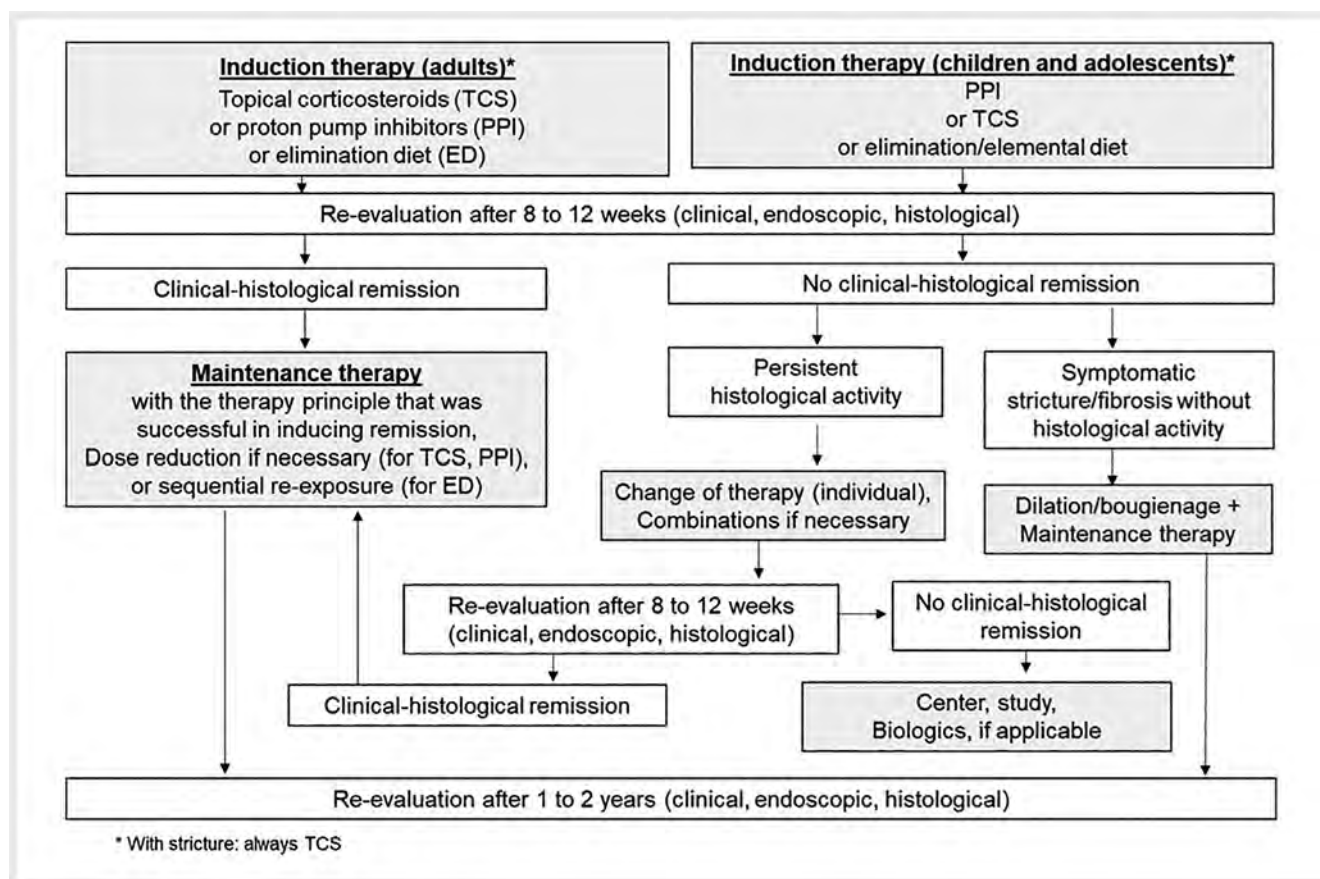 Induction therapy (adults)*
Topical corticosteroids (TCS)
or proton pump inhibitors (PPI)
or elimination diet (ED)
Induction therapy (children and adolescents)*
PPI
or TCS
or elimination/elemental diet
Re-evaluation after 8 to 12 weeks (clinical, endoscopic, histological)
Clinical-histological remission
No clinical-histological remission
Maintenance therapy
with the therapy principle that was
successful in inducing remission,
Dose reduction if necessary (for TCS, PPI),
or sequential re-exposure (for ED)
Persistent
histological activity
Symptomatic
stricture/fibrosis without
histological activity
Change of therapy (individual),
Combinations if necessary
Dilation/bougienage +
Maintenance therapy
Re-evaluation after 8 to 12 weeks
(clinical, endoscopic, histological)
No clinical-histological
remission
Clinical-histological remission
Center, study,
Biologics, if applicable
Re-evaluation after 1 to 2 years (clinical, endoscopic, histological)
* With stricture: always TCS